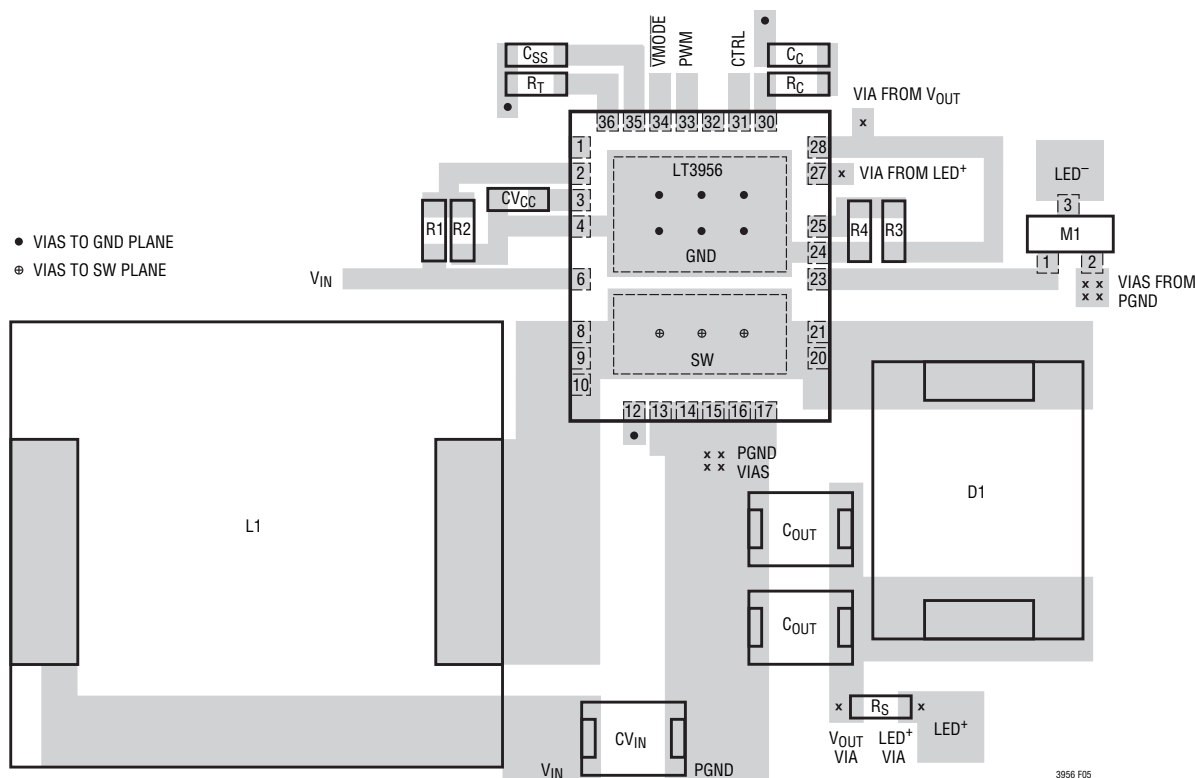 CSS
RT
VMODE
PWM
CTRL
CC
RC
VIA FROM VOUT
36 35 34 33 32 31 30
1
2
3
4
6
8
9
10
LT3956
GND
SW
28
27
VIA FROM LED+
25
24
23
21
20
CVCC
R1 R2
R4 R3
LED–
3
M1
1 2
VIAS FROM
PGND
• VIAS TO GND PLANE
⊕ VIAS TO SW PLANE
VIN
12 13 14 15 16 17
x x PGND
x x VIAS
L1
COUT
COUT
D1
CVIN
VIN
PGND
x RS x
LED+
VOUT
VIA
LED+
VIA
3956 F05